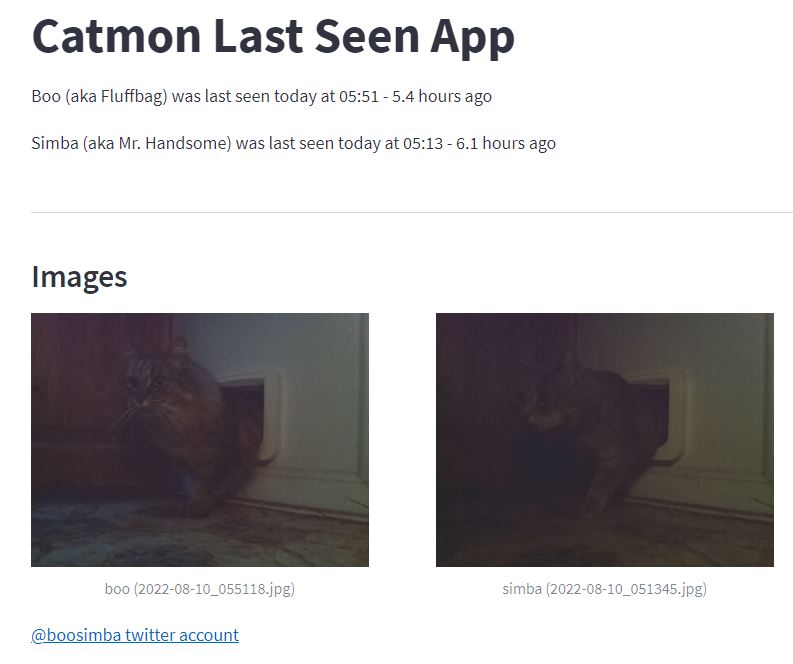 Catmon Last Seen App
Boo (aka Fluffbag) was last seen today at 05:51 - 5.4 hours ago
Simba (aka Mr. Handsome) was last seen today at 05:13 - 6.1 hours ago
Images
boo (2022-08-10_055118.jpg)
simba (2022-08-10_051345.jpg)
@boosimba twitter account